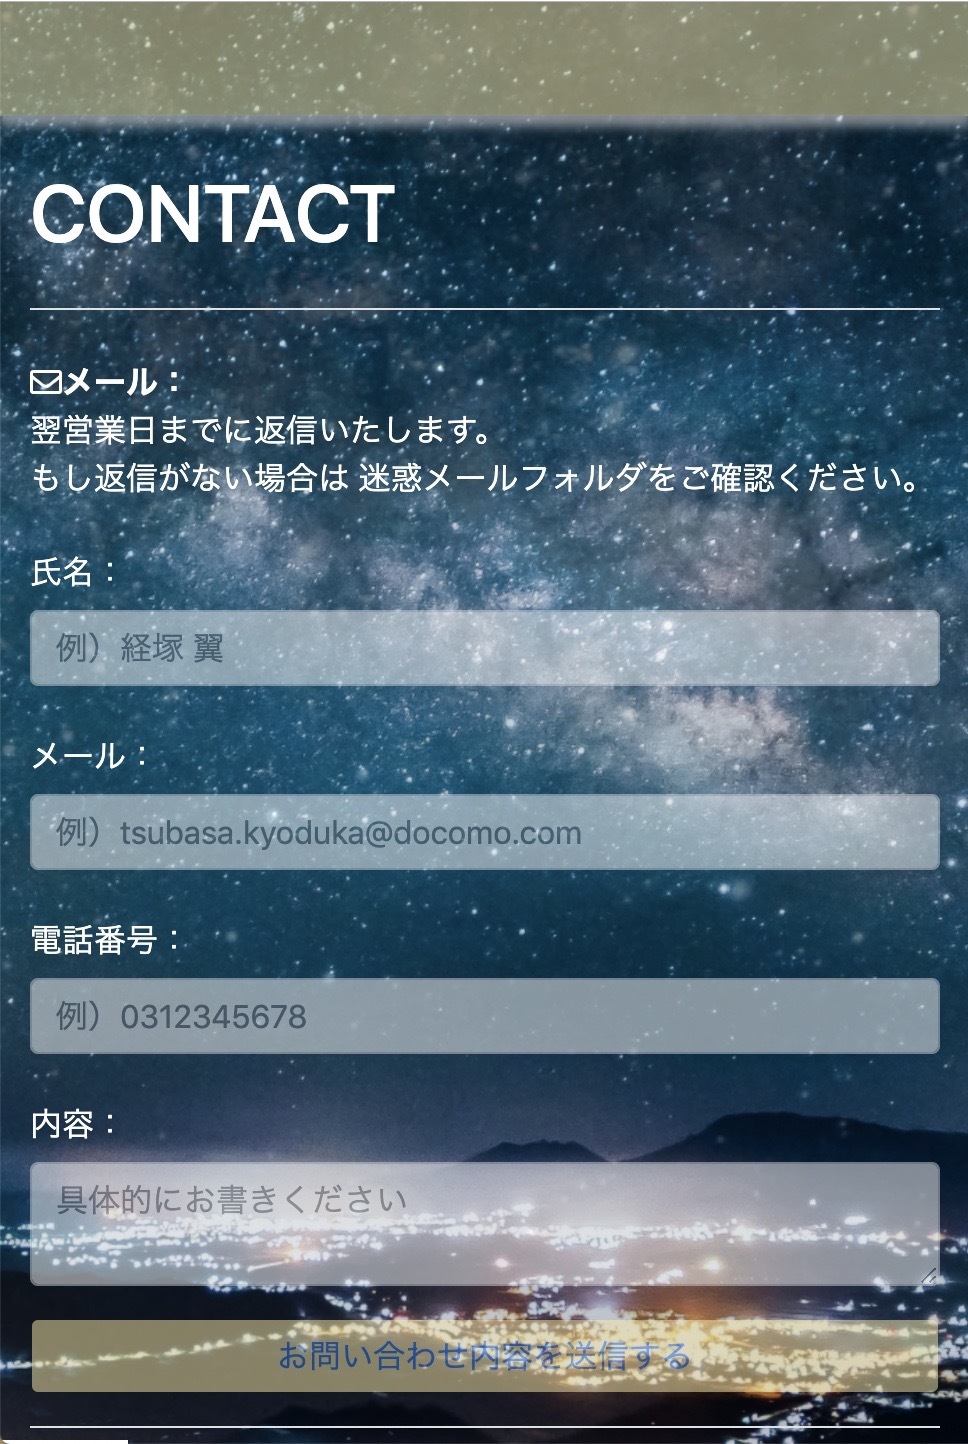 CONTACT
メール：
翌営業日までに返信いたします。
もし返信がない場合は 迷惑メールフォルダをご確認ください。
氏名：
例）経塚 翼
メール：
例）tsubasa.kyoduka@docomo.com
電話番号：
例）0312345678
内容：
具体的にお書きください
お問い合わせ内容を送信する